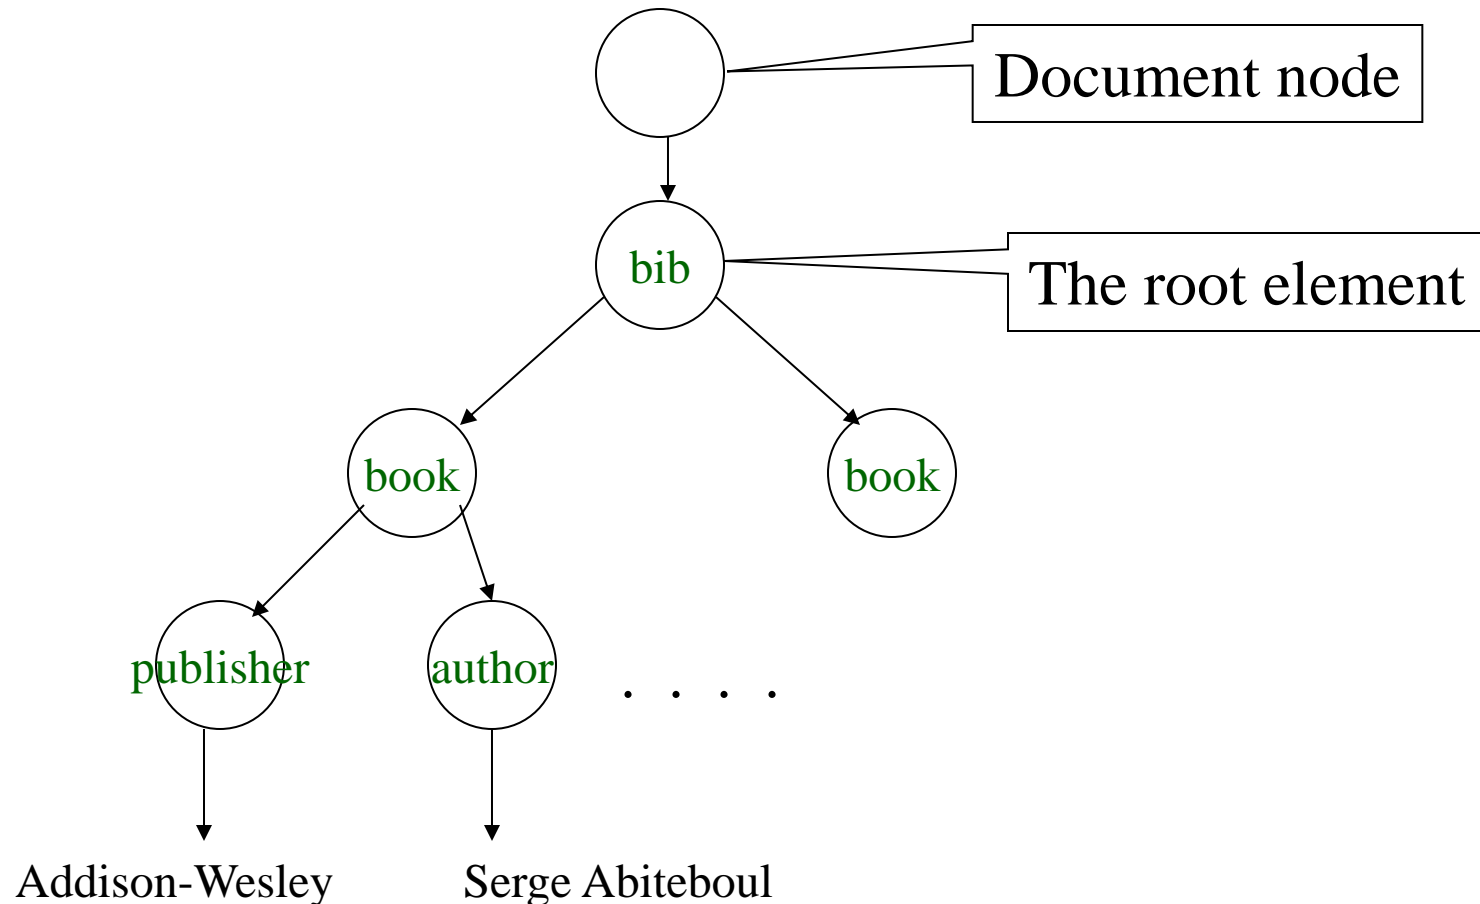 Document node
bib
The root element
book
book
publisher
author
. . . .
Addison-Wesley
Serge Abiteboul